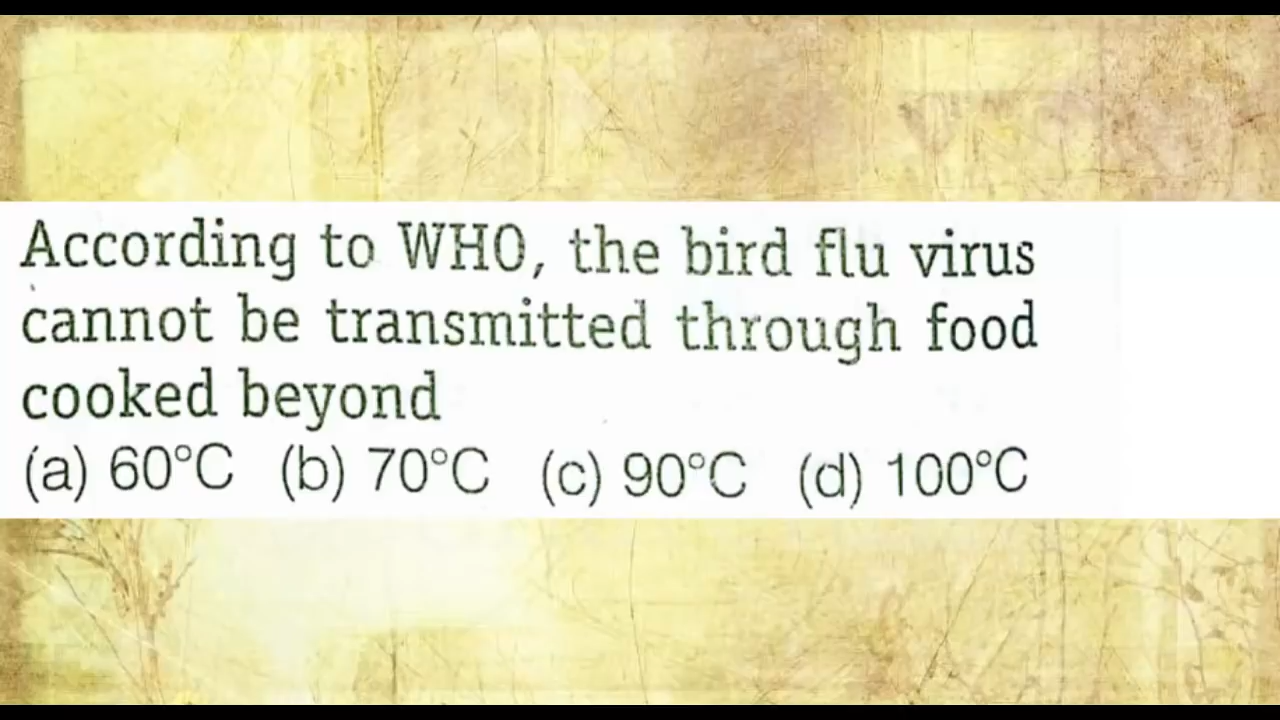 According to WHO, the bird flu virus
cannot be transmitted through food
cooked beyond
(a) 60°C (b) 70°C (c) 90°C (d) 100°C